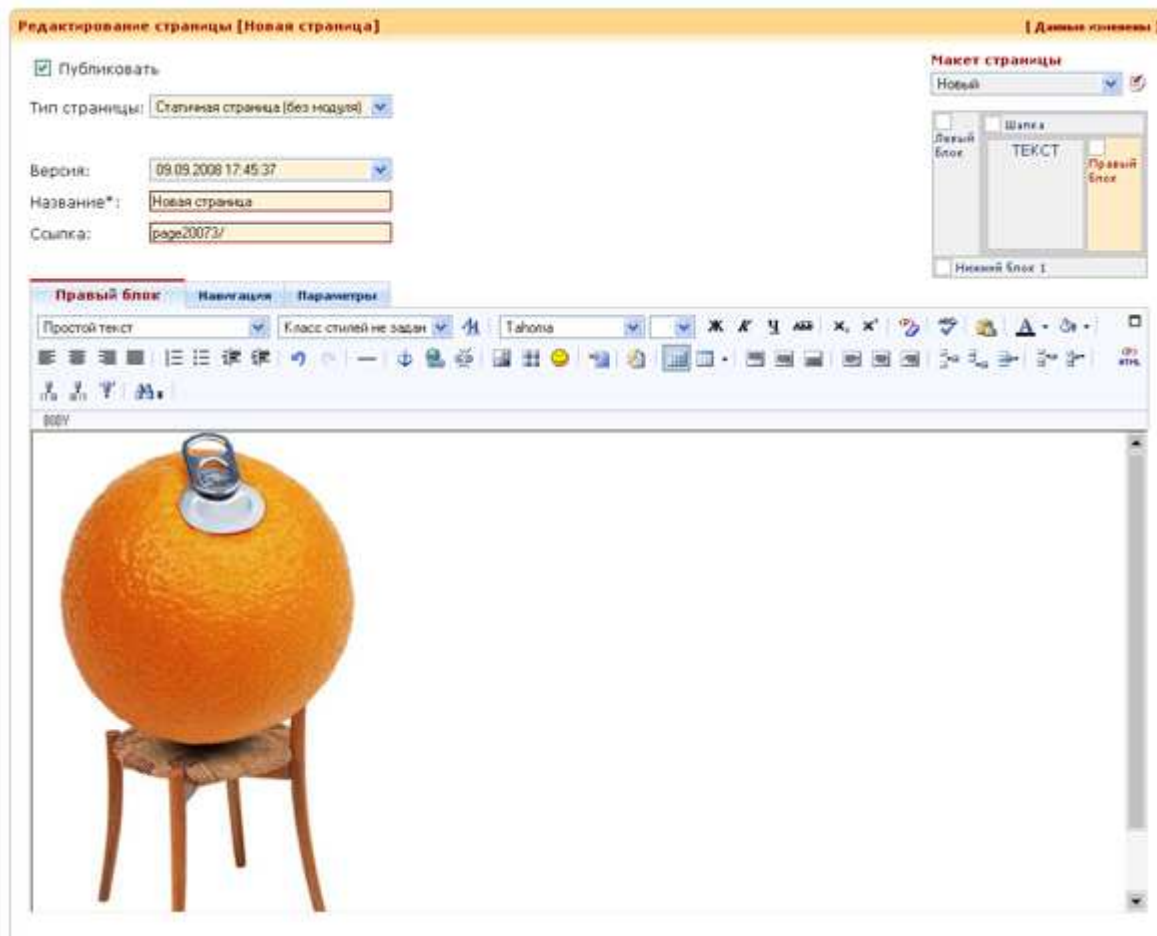 Редактирование страницы [Новая страница]
[ Данные изменены ]
Публиковать
Макет страницы
Новый
Тип страницы: Статичная страница (без модуля)
Левый блок
Шапка
ТЕКСТ
Правый блок
Нижний блок 1
Версия: 09.09.2008 17:45:37
Название*: Новая страница
Ссылка: page20073/
Правый блок Навигация Параметры
Простой текст Класс стилей не задан Tahoma Ж К Ч АБВ x, x'
HTML
BODY